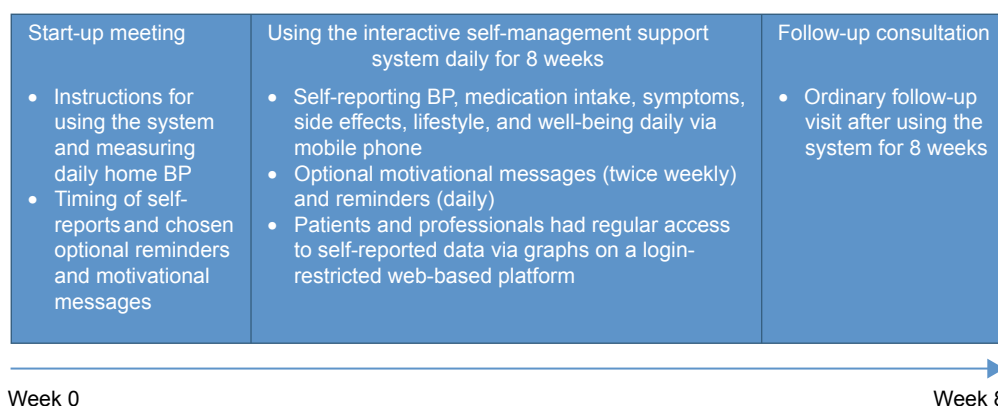 Start-up meeting
• Instructions for
using the system
and measuring
daily home BP
• Timing of self-
reports and chosen
optional reminders
and motivational
messages
Using the interactive self-management support
system daily for 8 weeks
• Self-reporting BP, medication intake, symptoms,
side effects, lifestyle, and well-being daily via
mobile phone
• Optional motivational messages (twice weekly)
and reminders (daily)
• Patients and professionals had regular access
to self-reported data via graphs on a login-
restricted web-based platform
Follow-up consultation
• Ordinary follow-up
visit after using the
system for 8 weeks
Week 0
Week 8